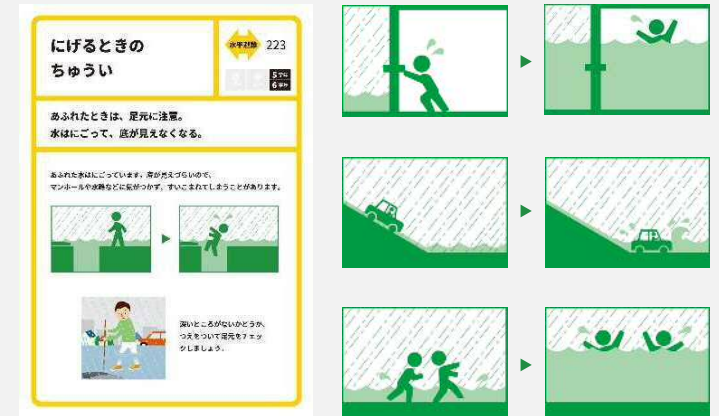 にげるときの
ちゅうい
水平避難 223
5年
6年
あふれたときは、足元に注意。
水はにごって、底が見えなくなる。
あふれた水はにごっています。底が見えづらいので、
マンホールや水路などに気がつかず、すいこまれてしまうことがあります。
深いところがないかどうか、
つえをついて足元をチェッ
クしましょう。